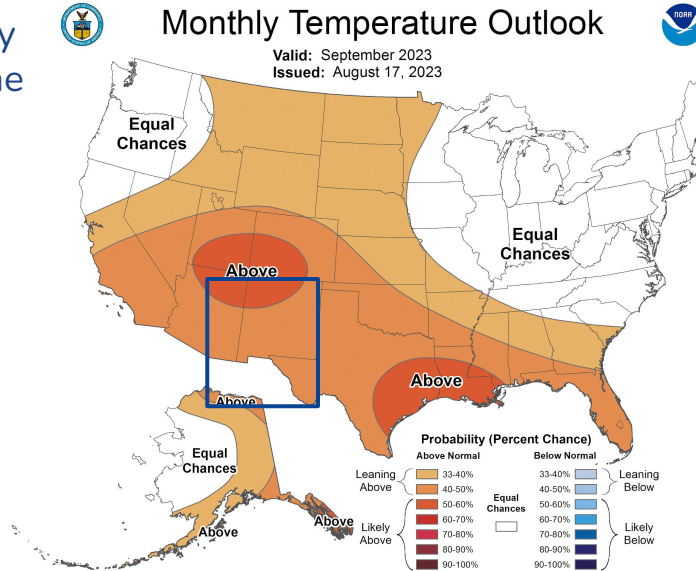 y
ne
Monthly Temperature Outlook
Valid: September 2023
Issued: August 17, 2023
NOAA
Equal
Chances
Equal
Chances
Above
Above
Above
Equal
Chances
Above
Above
Probability (Percent Chance)
Above Normal
Below Normal
Leaning
Above
33-40%
40-50%
Likely
Above
50-60%
60-70%
70-80%
80-90%
90-100%
Equal
Chances
33-40%
40-50%
Leaning
Below
50-60%
60-70%
70-80%
80-90%
90-100%
Likely
Below